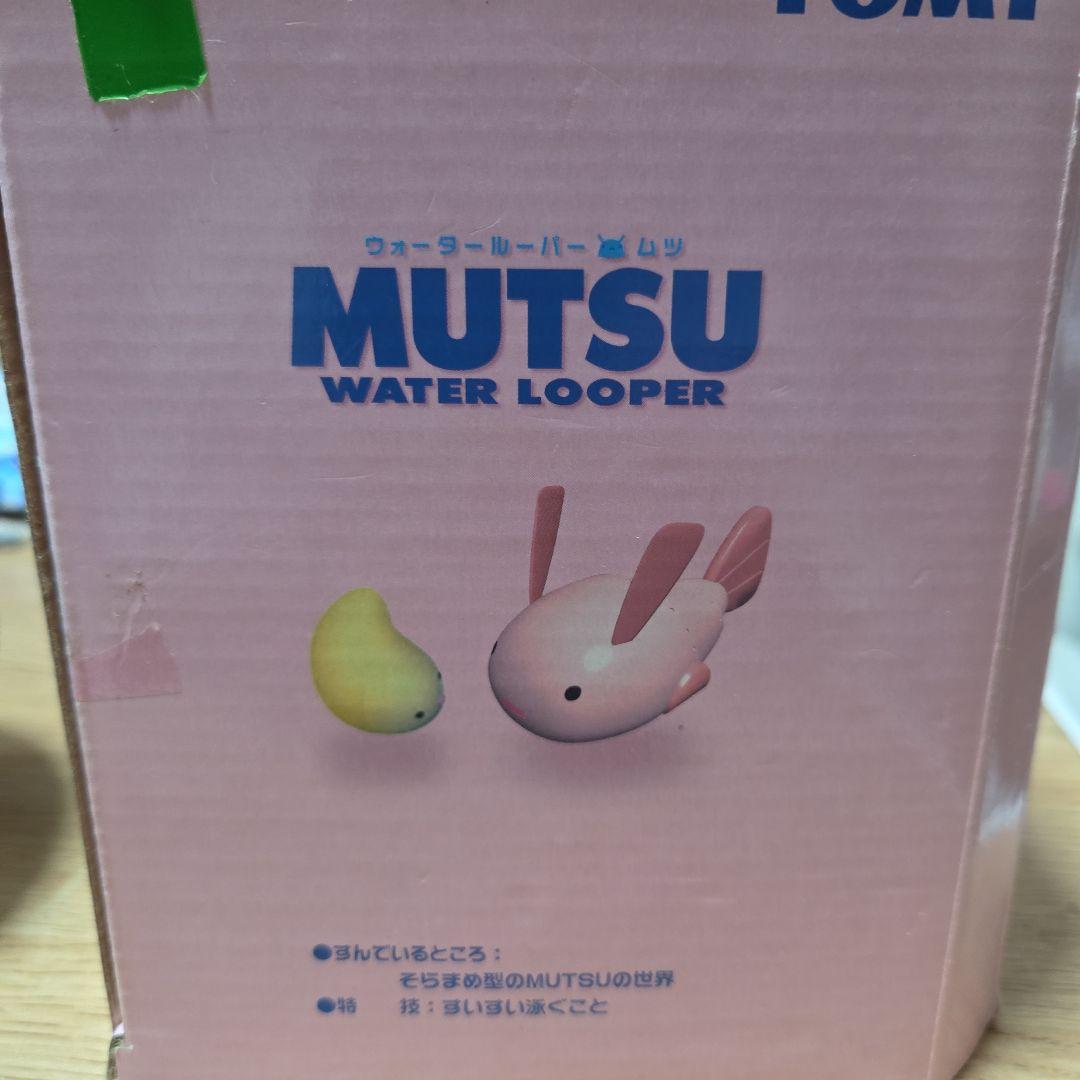 TOMY
ウォータールーパー ムツ
MUTSU
WATER LOOPER
●すんでいるところ：
そらまめ型のMUTSUの世界
●特　技：すいすい泳ぐこと